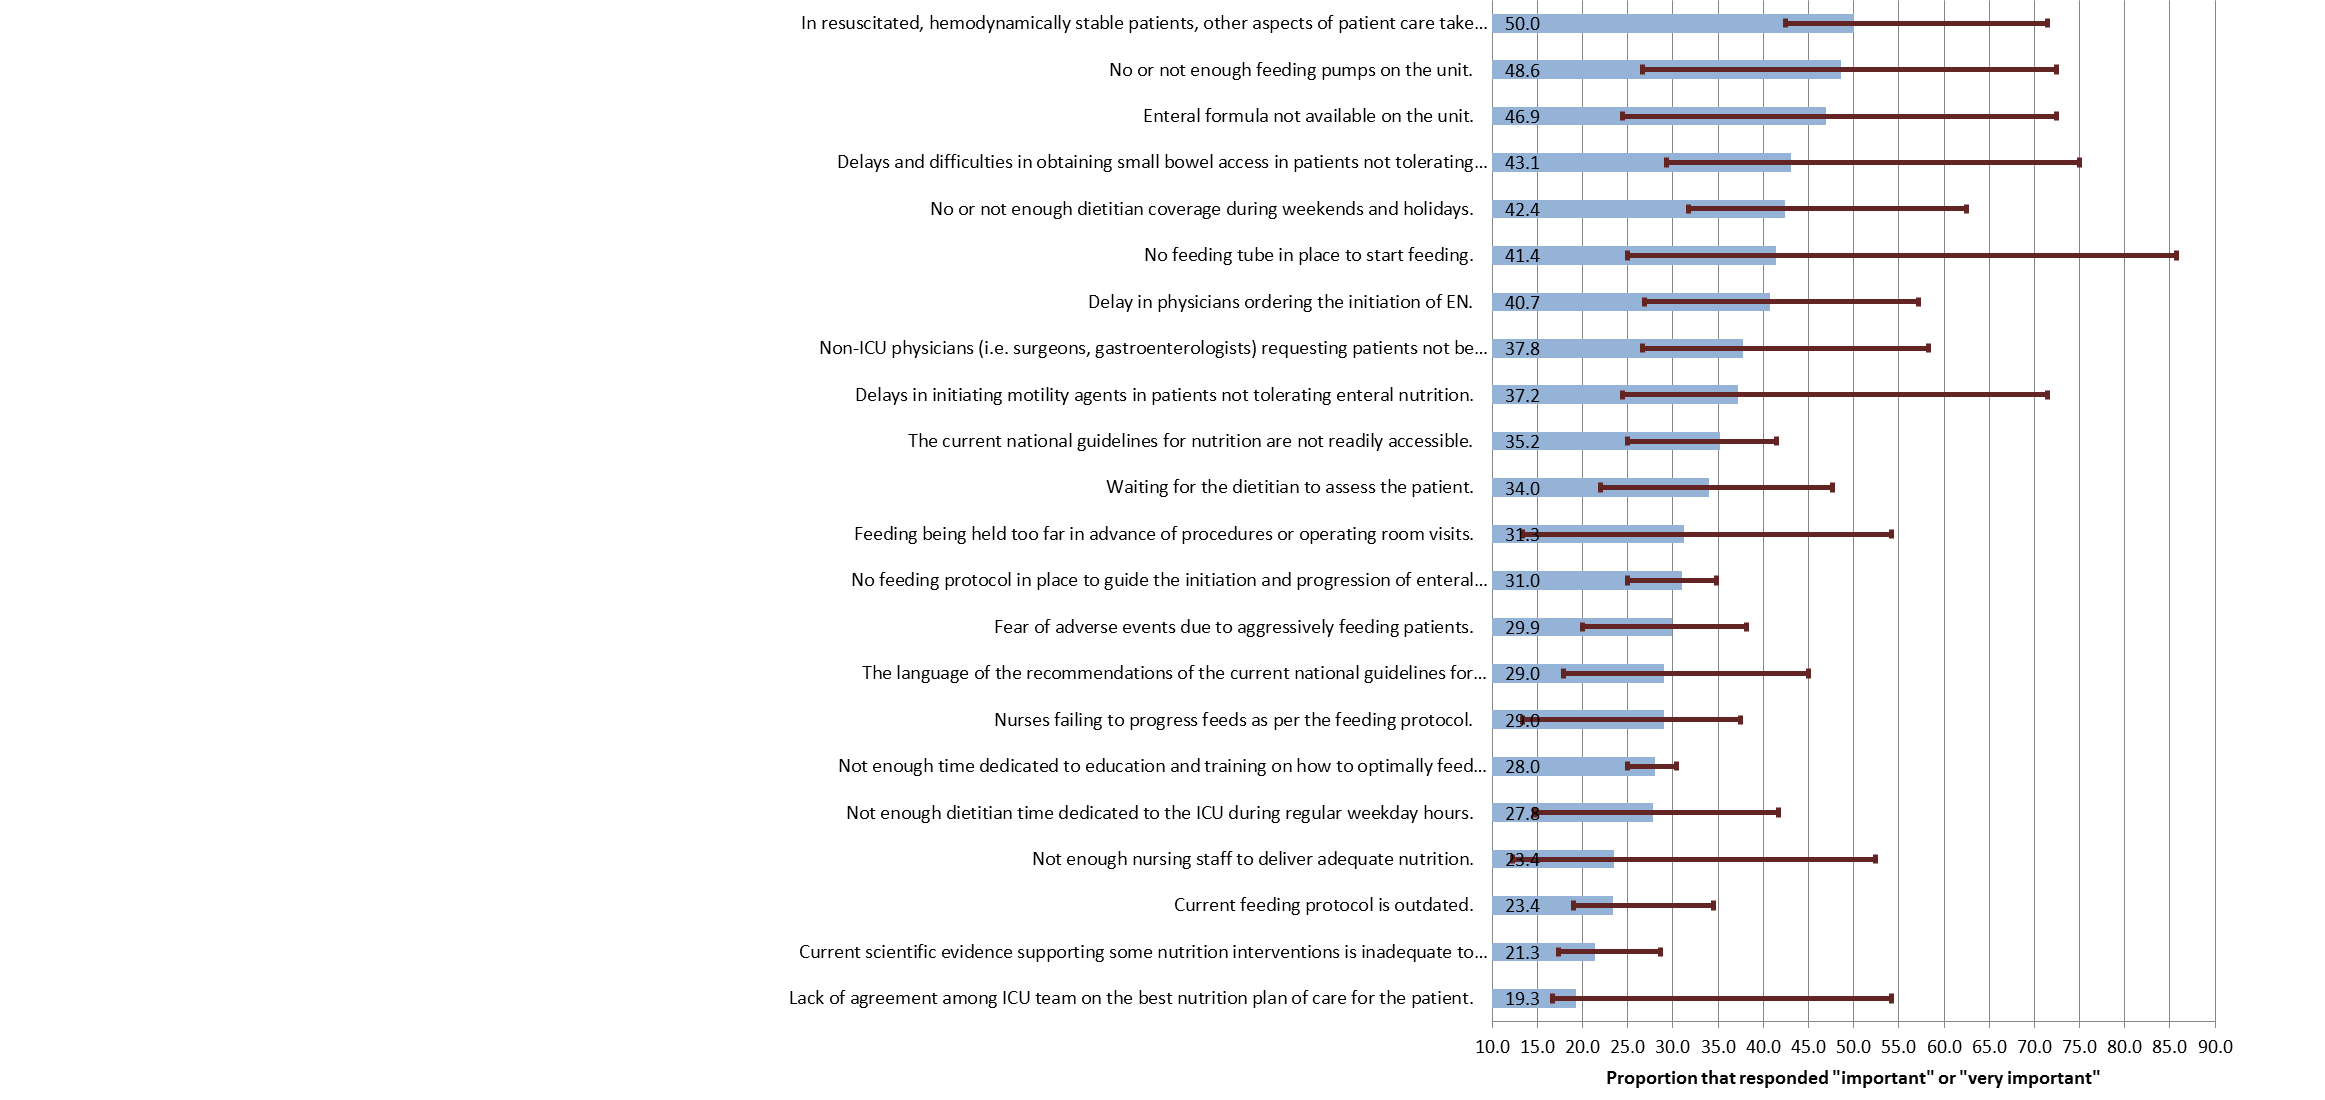 In resuscitated, hemodynamically stable patients, other aspects of patient care take... 50.0
No or not enough feeding pumps on the unit. 48.6
Enteral formula not available on the unit. 46.9
Delays and difficulties in obtaining small bowel access in patients not tolerating... 43.1
No or not enough dietitian coverage during weekends and holidays. 42.4
No feeding tube in place to start feeding. 41.4
Delay in physicians ordering the initiation of EN. 40.7
Non-ICU physicians (i.e. surgeons, gastroenterologists) requesting patients not be... 37.8
Delays in initiating motility agents in patients not tolerating enteral nutrition. 37.2
The current national guidelines for nutrition are not readily accessible. 35.2
Waiting for the dietitian to assess the patient. 34.0
Feeding being held too far in advance of procedures or operating room visits. 31.3
No feeding protocol in place to guide the initiation and progression of enteral... 31.0
Fear of adverse events due to aggressively feeding patients. 29.9
The language of the recommendations of the current national guidelines for... 29.0
Nurses failing to progress feeds as per the feeding protocol. 29.0
Not enough time dedicated to education and training on how to optimally feed... 28.0
Not enough dietitian time dedicated to the ICU during regular weekday hours. 27.8
Not enough nursing staff to deliver adequate nutrition. 23.4
Current feeding protocol is outdated. 23.4
Current scientific evidence supporting some nutrition interventions is inadequate to... 21.3
Lack of agreement among ICU team on the best nutrition plan of care for the patient. 19.3
10.0 15.0 20.0 25.0 30.0 35.0 40.0 45.0 50.0 55.0 60.0 65.0 70.0 75.0 80.0 85.0 90.0
Proportion that responded "important" or "very important"